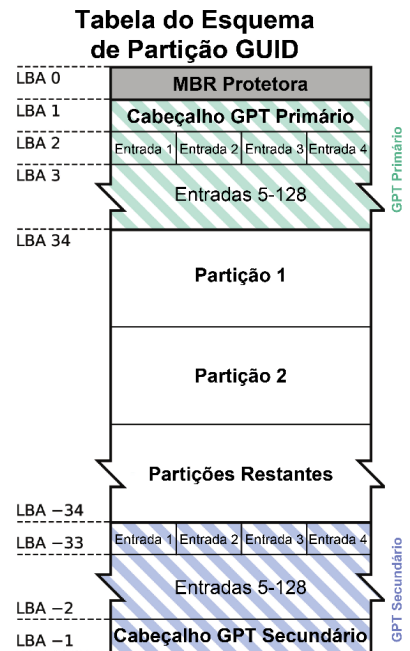 Tabela do Esquema
de Partição GUID
LBA 0
MBR Protetora
LBA 1
Cabeçalho GPT Primário
LBA 2
Entrada 1 Entrada 2 Entrada 3 Entrada 4
LBA 3
Entradas 5-128
GPT Primário
LBA 34
Partição 1
Partição 2
Partições Restantes
LBA −34
LBA −33
Entrada 1 Entrada 2 Entrada 3 Entrada 4
Entradas 5-128
LBA −2
LBA −1
Cabeçalho GPT Secundário
GPT Secundário